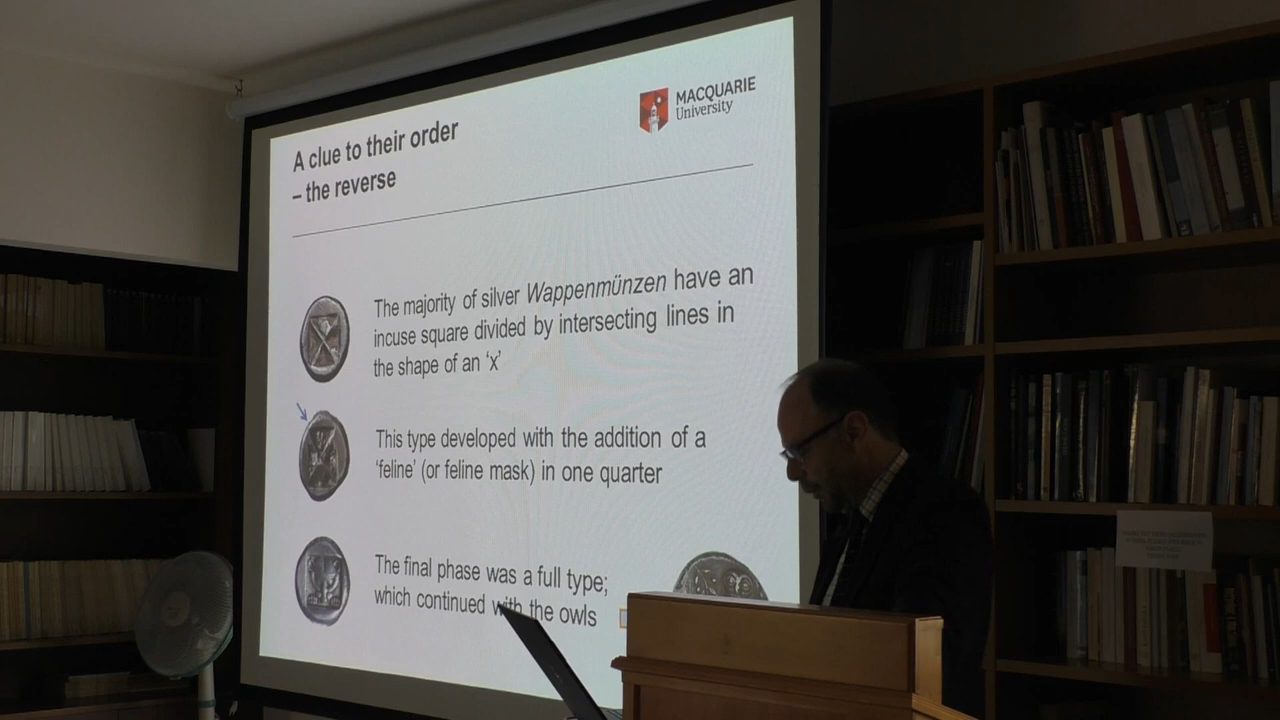 MACQUARIE
University
A clue to their order
– the reverse
The majority of silver Wappenmünzen have an
incuse square divided by intersecting lines in
the shape of an ‘x’
This type developed with the addition of a
‘feline’ (or feline mask) in one quarter
The final phase was a full type;
which continued with the owls